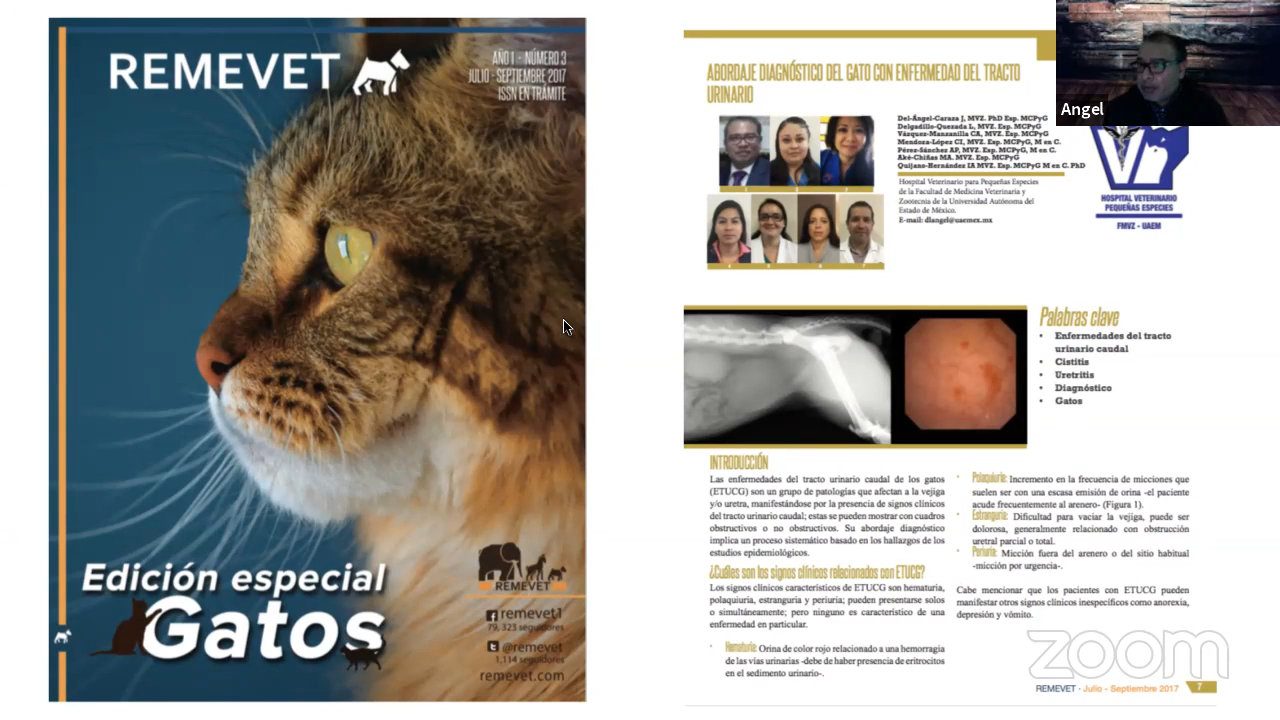 REMEVET
AÑO 1 - NÚMERO 3
JULIO - SEPTIEMBRE 2017
ISSN EN TRÁMITE
Edición especial
Gatos
REMEVET
remevet1
79, 323 seguidores
@remevet
1,114 seguidores
remevet.com
ABORDAJE DIAGNÓSTICO DEL GATO CON ENFERMEDAD DEL TRACTO
URINARIO
Del-Ángel-Caraza J, MVZ. PhD Esp. MCPyG
Delgadillo-Quezada L, MVZ. Esp. MCPyG
Vázquez-Manzanilla CA, MVZ. Esp. MCPyG
Mendoza-López CI, MVZ. Esp. MCPyG, M en C.
Pérez-Sánchez AP, MVZ. Esp. MCPyG, M en C.
Aké-Chiñas MA. MVZ. Esp. MCPyG
Quijano-Hernández IA MVZ. Esp. MCPyG M en C. PhD
Hospital Veterinario para Pequeñas Especies
de la Facultad de Medicina Veterinaria y
Zootecnia de la Universidad Autónoma del
Estado de México.
E-mail: dlangel@uaemex.mx
Angel
HOSPITAL VETERINARIO
PEQUEÑAS ESPECIES
FMVZ - UAEM
Palabras clave
• Enfermedades del tracto
urinario caudal
• Cistitis
• Uretritis
• Diagnóstico
• Gatos
INTRODUCCIÓN
Las enfermedades del tracto urinario caudal de los gatos
(ETUCG) son un grupo de patologías que afectan a la vejiga
y/o uretra, manifestándose por la presencia de signos clínicos
del tracto urinario caudal; estas se pueden mostrar con cuadros
obstructivos o no obstructivos. Su abordaje diagnóstico
implica un proceso sistemático basado en los hallazgos de los
estudios epidemiológicos.
¿Cuáles son los signos clínicos relacionados con ETUCG?
Los signos clínicos característicos de ETUCG son hematuria,
polaquiuria, estranguria y periuria; pueden presentarse solos
o simultáneamente; pero ninguno es característico de una
enfermedad en particular.
• Hematuria: Orina de color rojo relacionado a una hemorragia
de las vías urinarias -debe de haber presencia de eritrocitos
en el sedimento urinario-.
• Polaquiuria: Incremento en la frecuencia de micciones que
suelen ser con una escasa emisión de orina -el paciente
acude frecuentemente al arenero- (Figura 1).
• Estranguria: Dificultad para vaciar la vejiga, puede ser
dolorosa, generalmente relacionado con obstrucción
uretral parcial o total.
• Periuria: Micción fuera del arenero o del sitio habitual
-micción por urgencia-.
Cabe mencionar que los pacientes con ETUCG pueden
manifestar otros signos clínicos inespecíficos como anorexia,
depresión y vómito.
zoom
REMEVET · Julio - Septiembre 2017 7